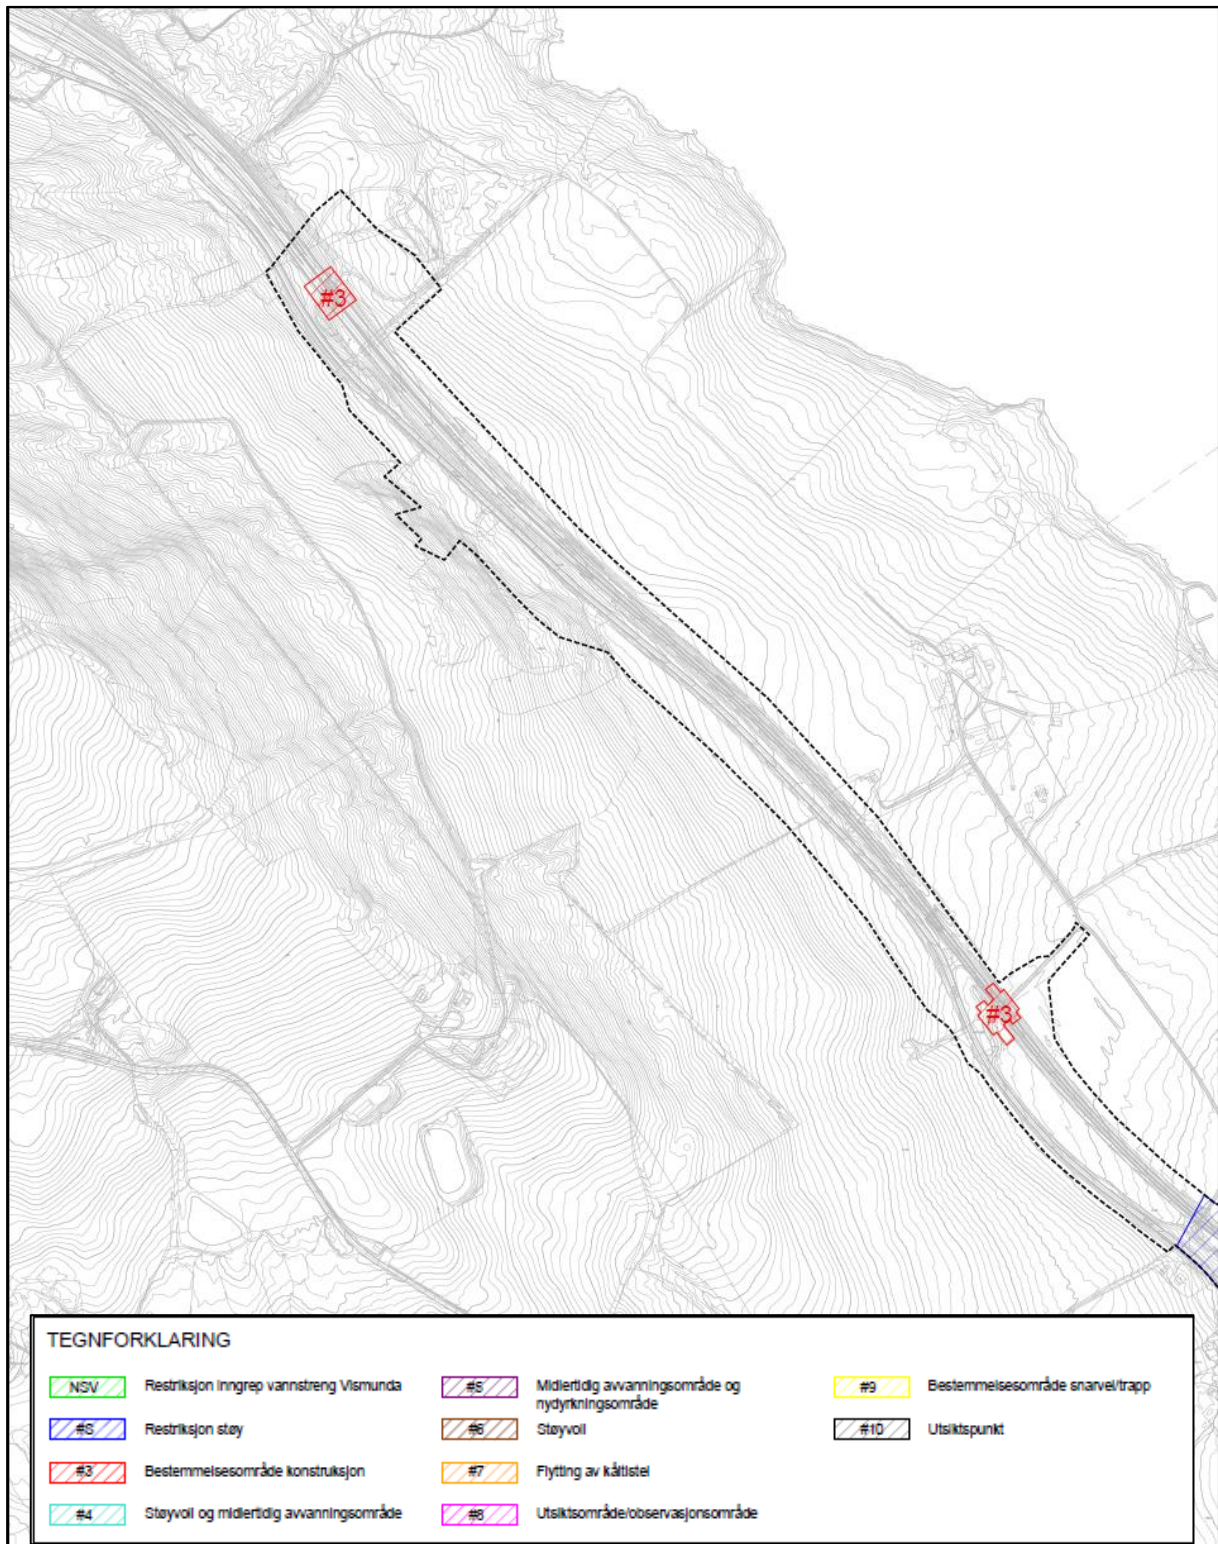 #3
#3
TEGNFORKLARING
NSV Restriksjon inngrep vannstreng Vismunda
#S Restriksjon støy
#3 Bestemmelsesområde konstruksjon
#4 Støyvoll og midlertidig avvanningsområde
#5 Midlertidig avvanningsområde og
nydyrkningsområde
#6 Støyvoll
#7 Flytting av kåltistel
#8 Utsiktsområde/observasjonsområde
#9 Bestemmelsesområde snarvei/trapp
#10 Utsiktspunkt